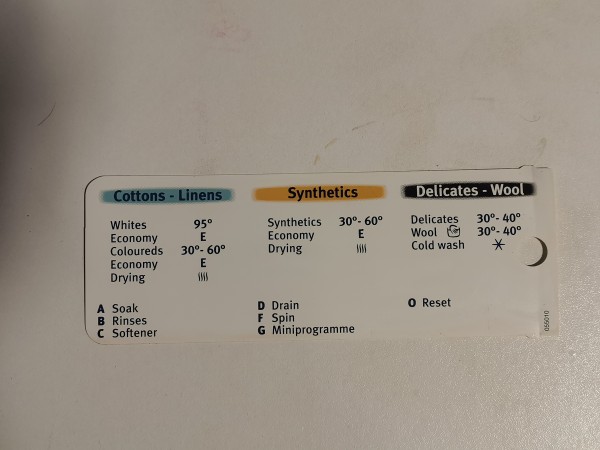 Cottons - Linens
Whites 95°
Economy E
Coloureds 30°- 60°
Economy E
Drying
A Soak
B Rinses
C Softener
Synthetics
Synthetics 30°- 60°
Economy E
Drying
D Drain
F Spin
G Miniprogramme
Delicates - Wool
Delicates 30°- 40°
Wool 30°- 40°
Cold wash
O Reset
055010